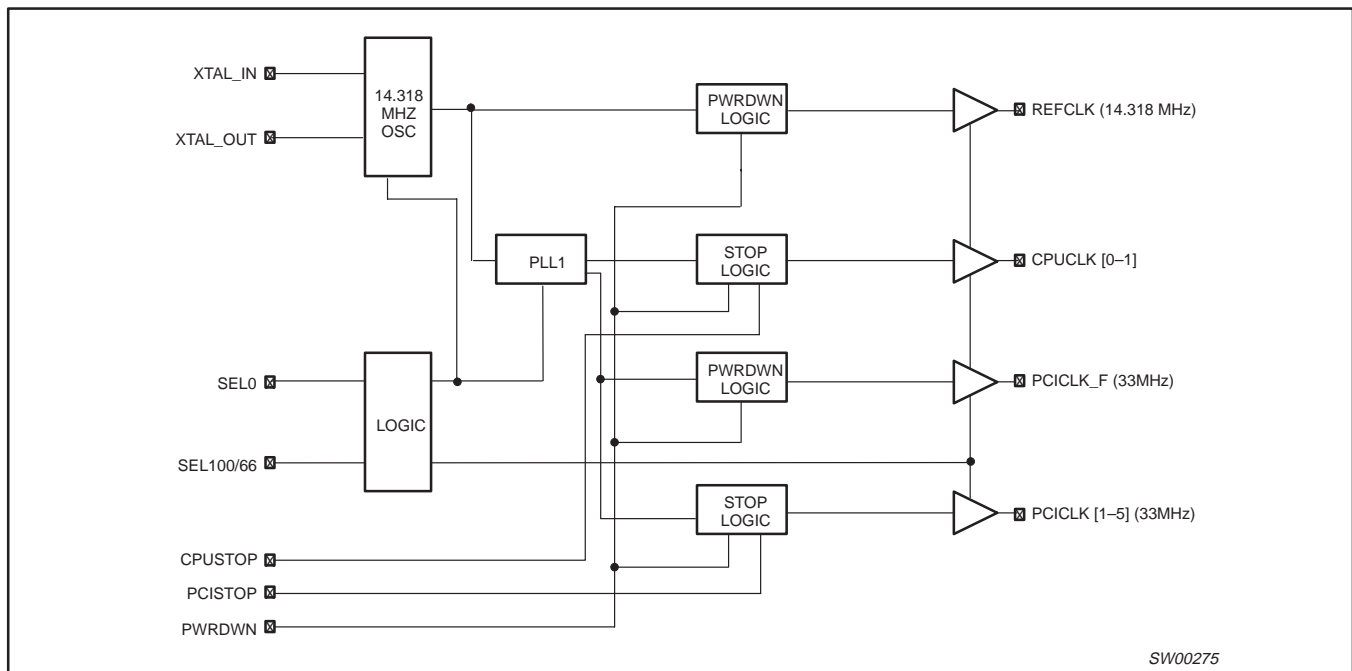 XTAL_IN
XTAL_OUT
14.318
MHZ
OSC
PWRDWN
LOGIC
REFCLK (14.318 MHz)
PLL1
STOP
LOGIC
CPUCLK [0–1]
SEL0
SEL100/66
LOGIC
PWRDWN
LOGIC
PCICLK_F (33MHz)
STOP
LOGIC
PCICLK [1–5] (33MHz)
CPUSTOP
PCISTOP
PWRDWN
SW00275